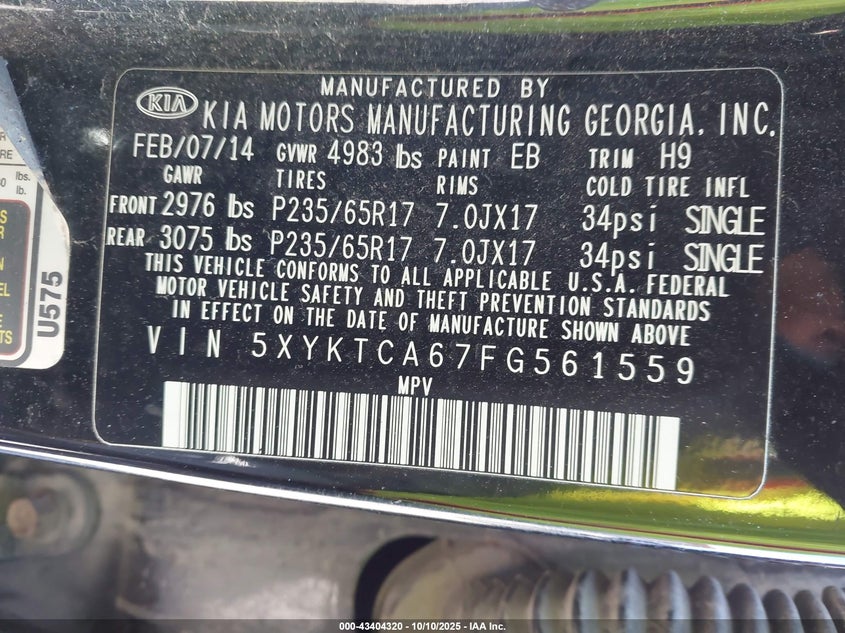 MANUFACTURED BY
KIA KIA MOTORS MANUFACTURING GEORGIA, INC.
FEB/07/14 GVWR 4983 lbs PAINT EB TRIM H9
GAWR TIRES RIMS COLD TIRE INFL
FRONT 2976 lbs P235/65R17 7.0JX17 34psi SINGLE
REAR 3075 lbs P235/65R17 7.0JX17 34psi SINGLE
THIS VEHICLE CONFORMS TO ALL APPLICABLE U.S.A. FEDERAL
MOTOR VEHICLE SAFETY AND THEFT PREVENTION STANDARDS
IN EFFECT ON THE DATE OF MANUFACTURE SHOWN ABOVE
VIN 5XYKTCA67FG561559
MPV
lbs.
lb.
U575
000-43404320 - 10/10/2025 - IAA Inc.